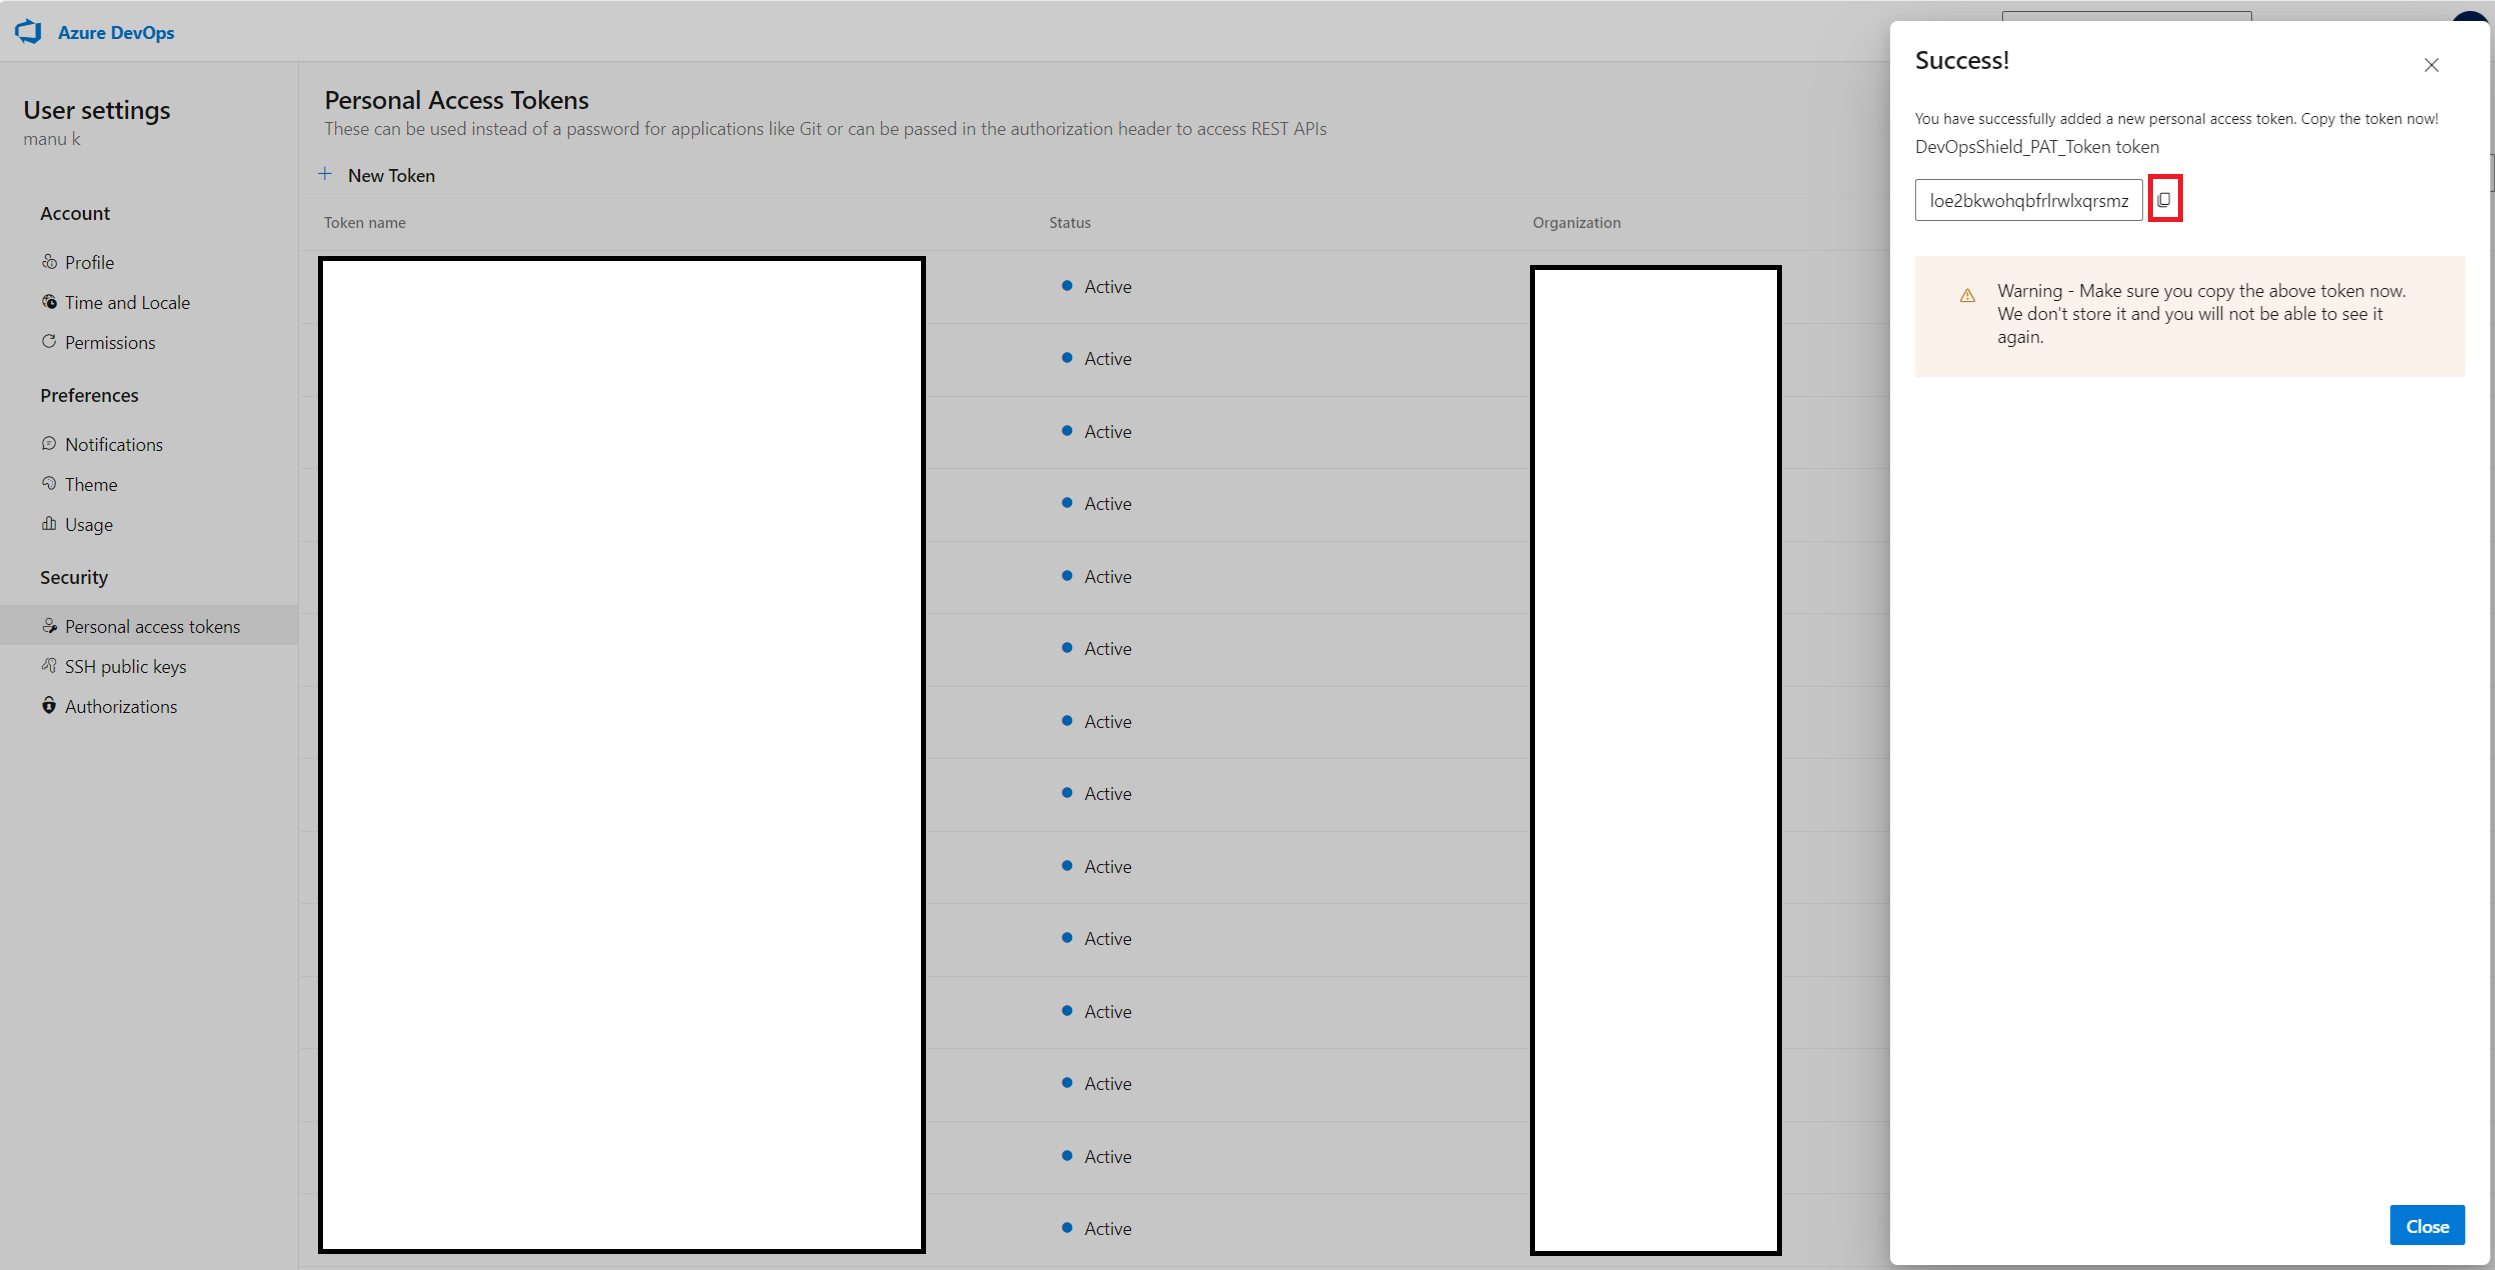 Azure DevOps
User settings
manu k
Account
Profile
Time and Locale
Permissions
Preferences
Notifications
Theme
Usage
Security
Personal access tokens
SSH public keys
Authorizations
Personal Access Tokens
These can be used instead of a password for applications like Git or can be passed in the authorization header to access REST APIs
New Token
Token name Status Organization
Active
Active
Active
Active
Active
Active
Active
Active
Active
Active
Active
Active
Active
Active
Success!
You have successfully added a new personal access token. Copy the token now!
DevOpsShield_PAT_Token token
loe2bkwohqbfrlrwlxqrsmz
Warning - Make sure you copy the above token now.
We don't store it and you will not be able to see it
again.
Close